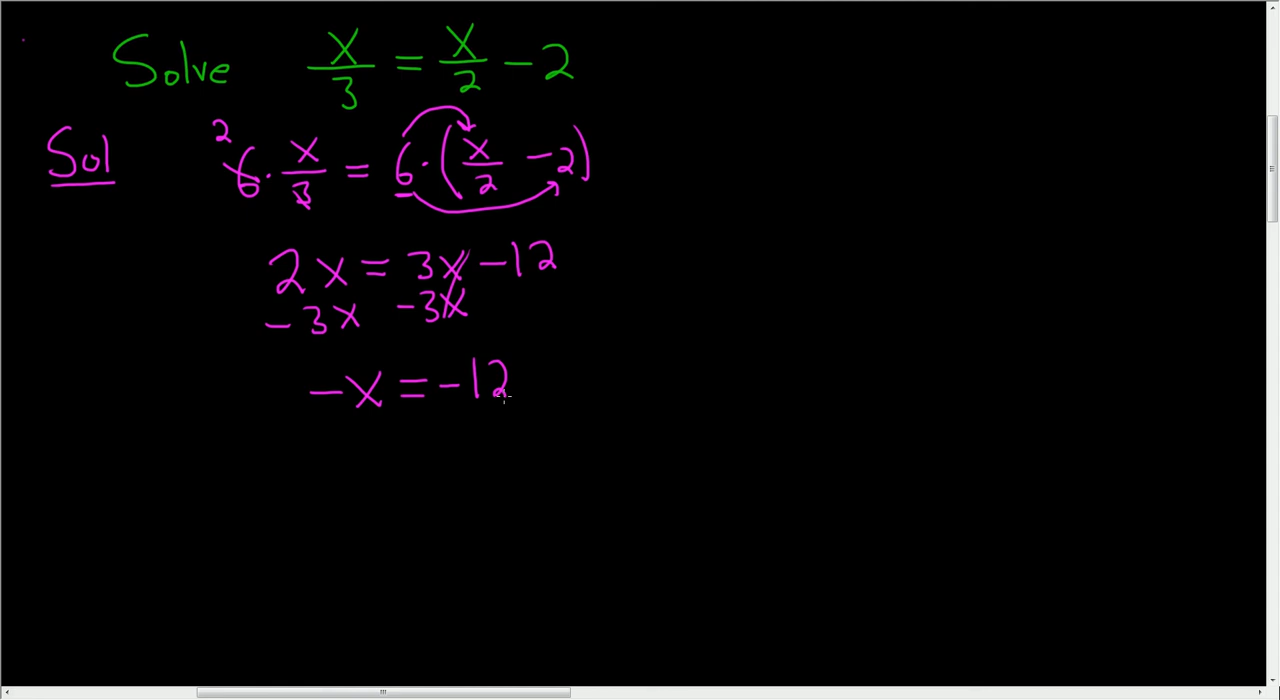 Solve x/3 = x/2 - 2
Sol 2 6 · x/3 = 6 · (x/2 - 2)
2x = 3x - 12
-3x -3x
-x = -12